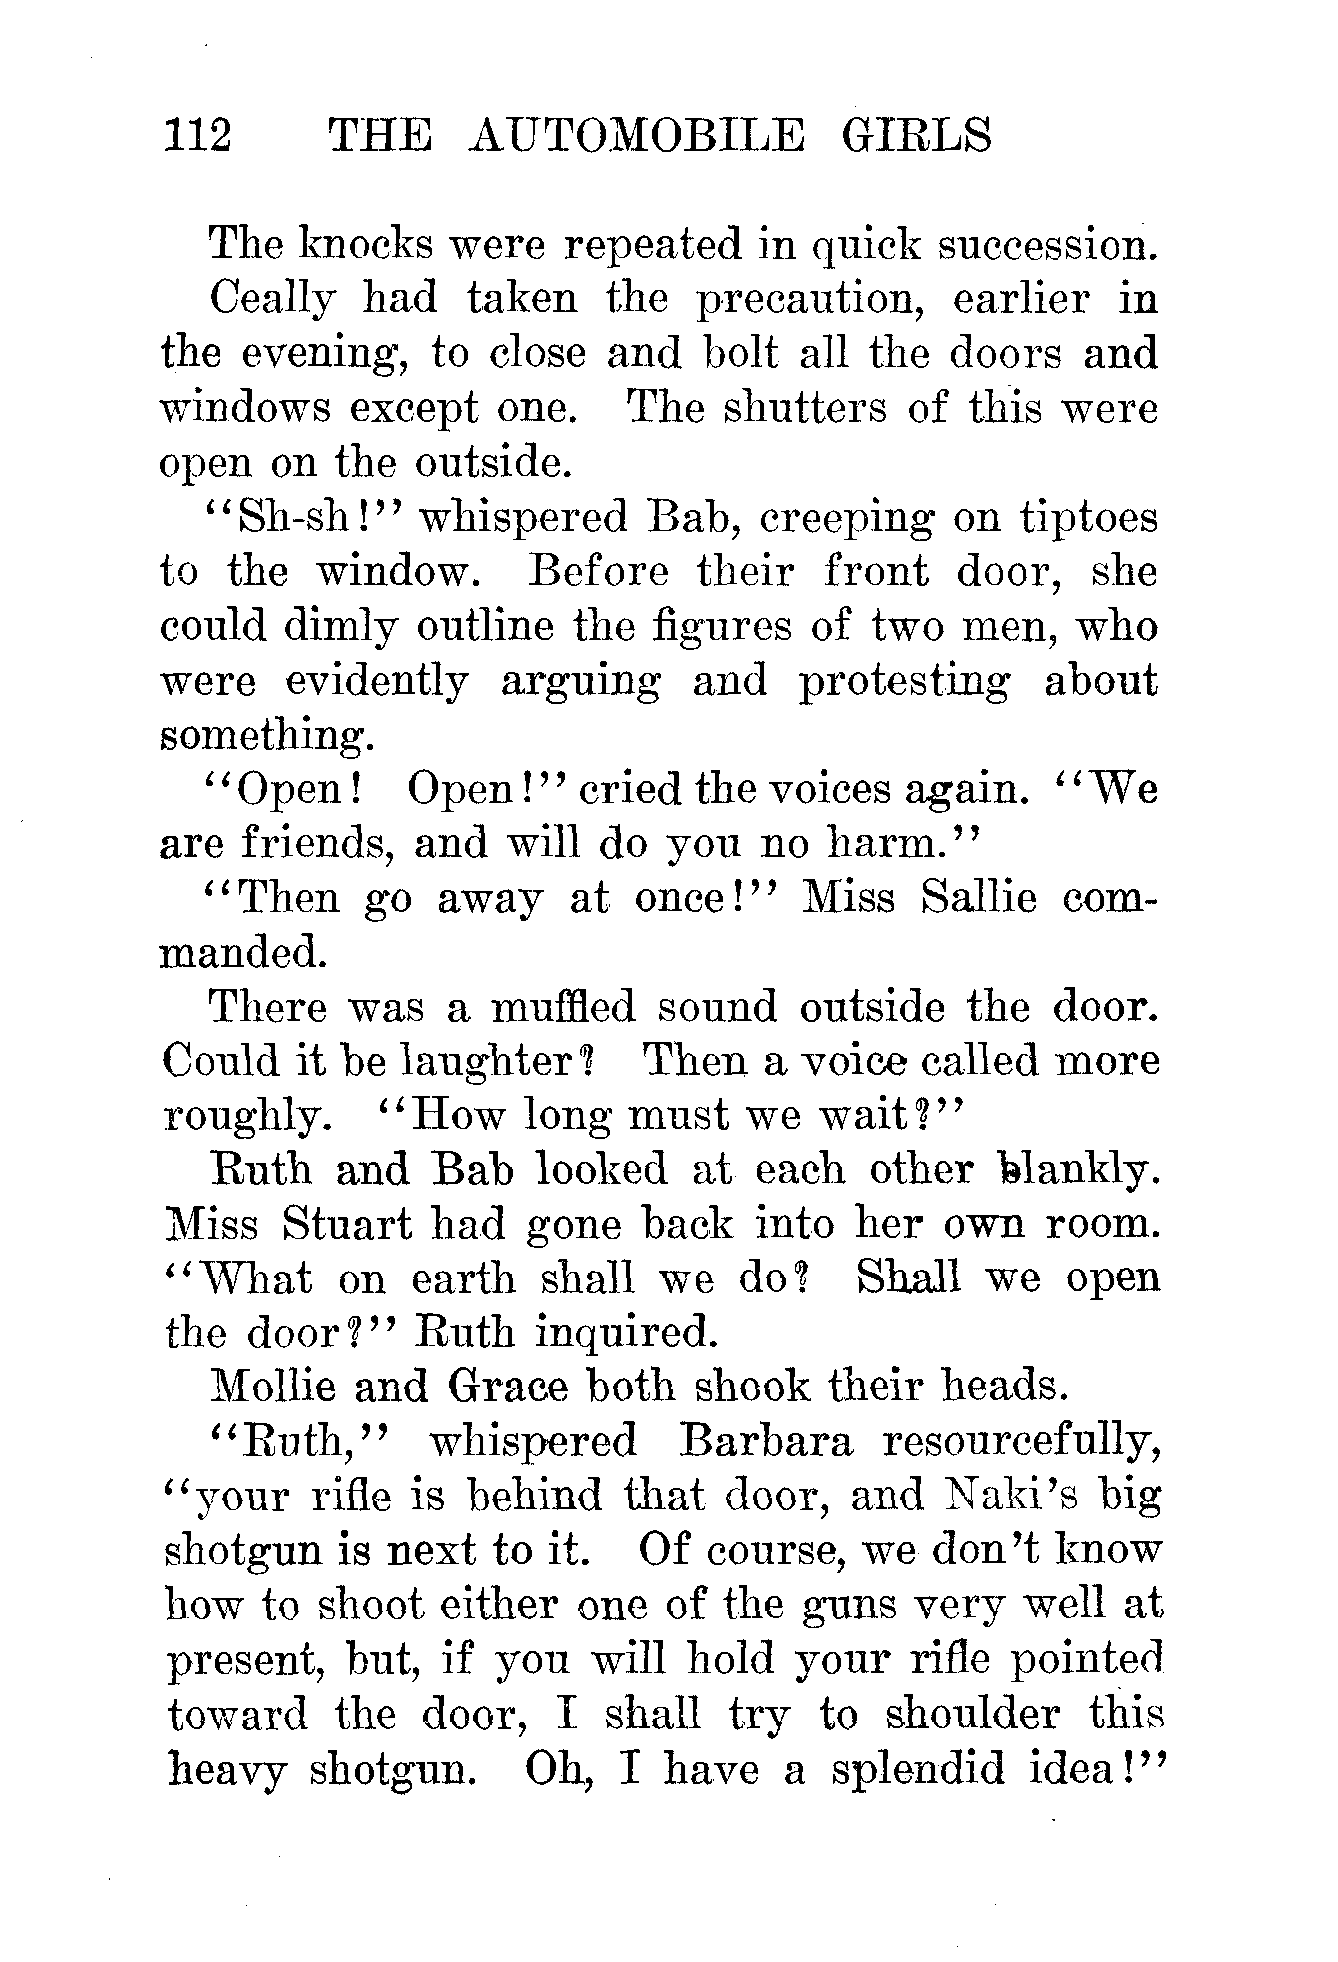 112 THE AUTOMOBILE GIRLS
The knocks were repeated in quick succession.
Ceally had taken the precaution, earlier in
the evening, to close and bolt all the doors and
windows except one. The shutters of this were
open on the outside.
"Sh-sh!" whispered Bab, creeping on tiptoes
to the window. Before their front door, she
could dimly outline the figures of two men, who
were evidently arguing and protesting about
something.
"Open! Open!" cried the voices again. "We
are friends, and will do you no harm."
"Then go away at once!" Miss Sallie com-
manded.
There was a muffled sound outside the door.
Could it be laughter? Then a voice called more
roughly. "How long must we wait?"
Ruth and Bab looked at each other blankly.
Miss Stuart had gone back into her own room.
"What on earth shall we do? Shall we open
the door?" Ruth inquired.
Mollie and Grace both shook their heads.
"Ruth," whispered Barbara resourcefully,
"your rifle is behind that door, and Naki's big
shotgun is next to it. Of course, we don't know
how to shoot either one of the guns very well at
present, but, if you will hold your rifle pointed
toward the door, I shall try to shoulder this
heavy shotgun. Oh, I have a splendid idea!"